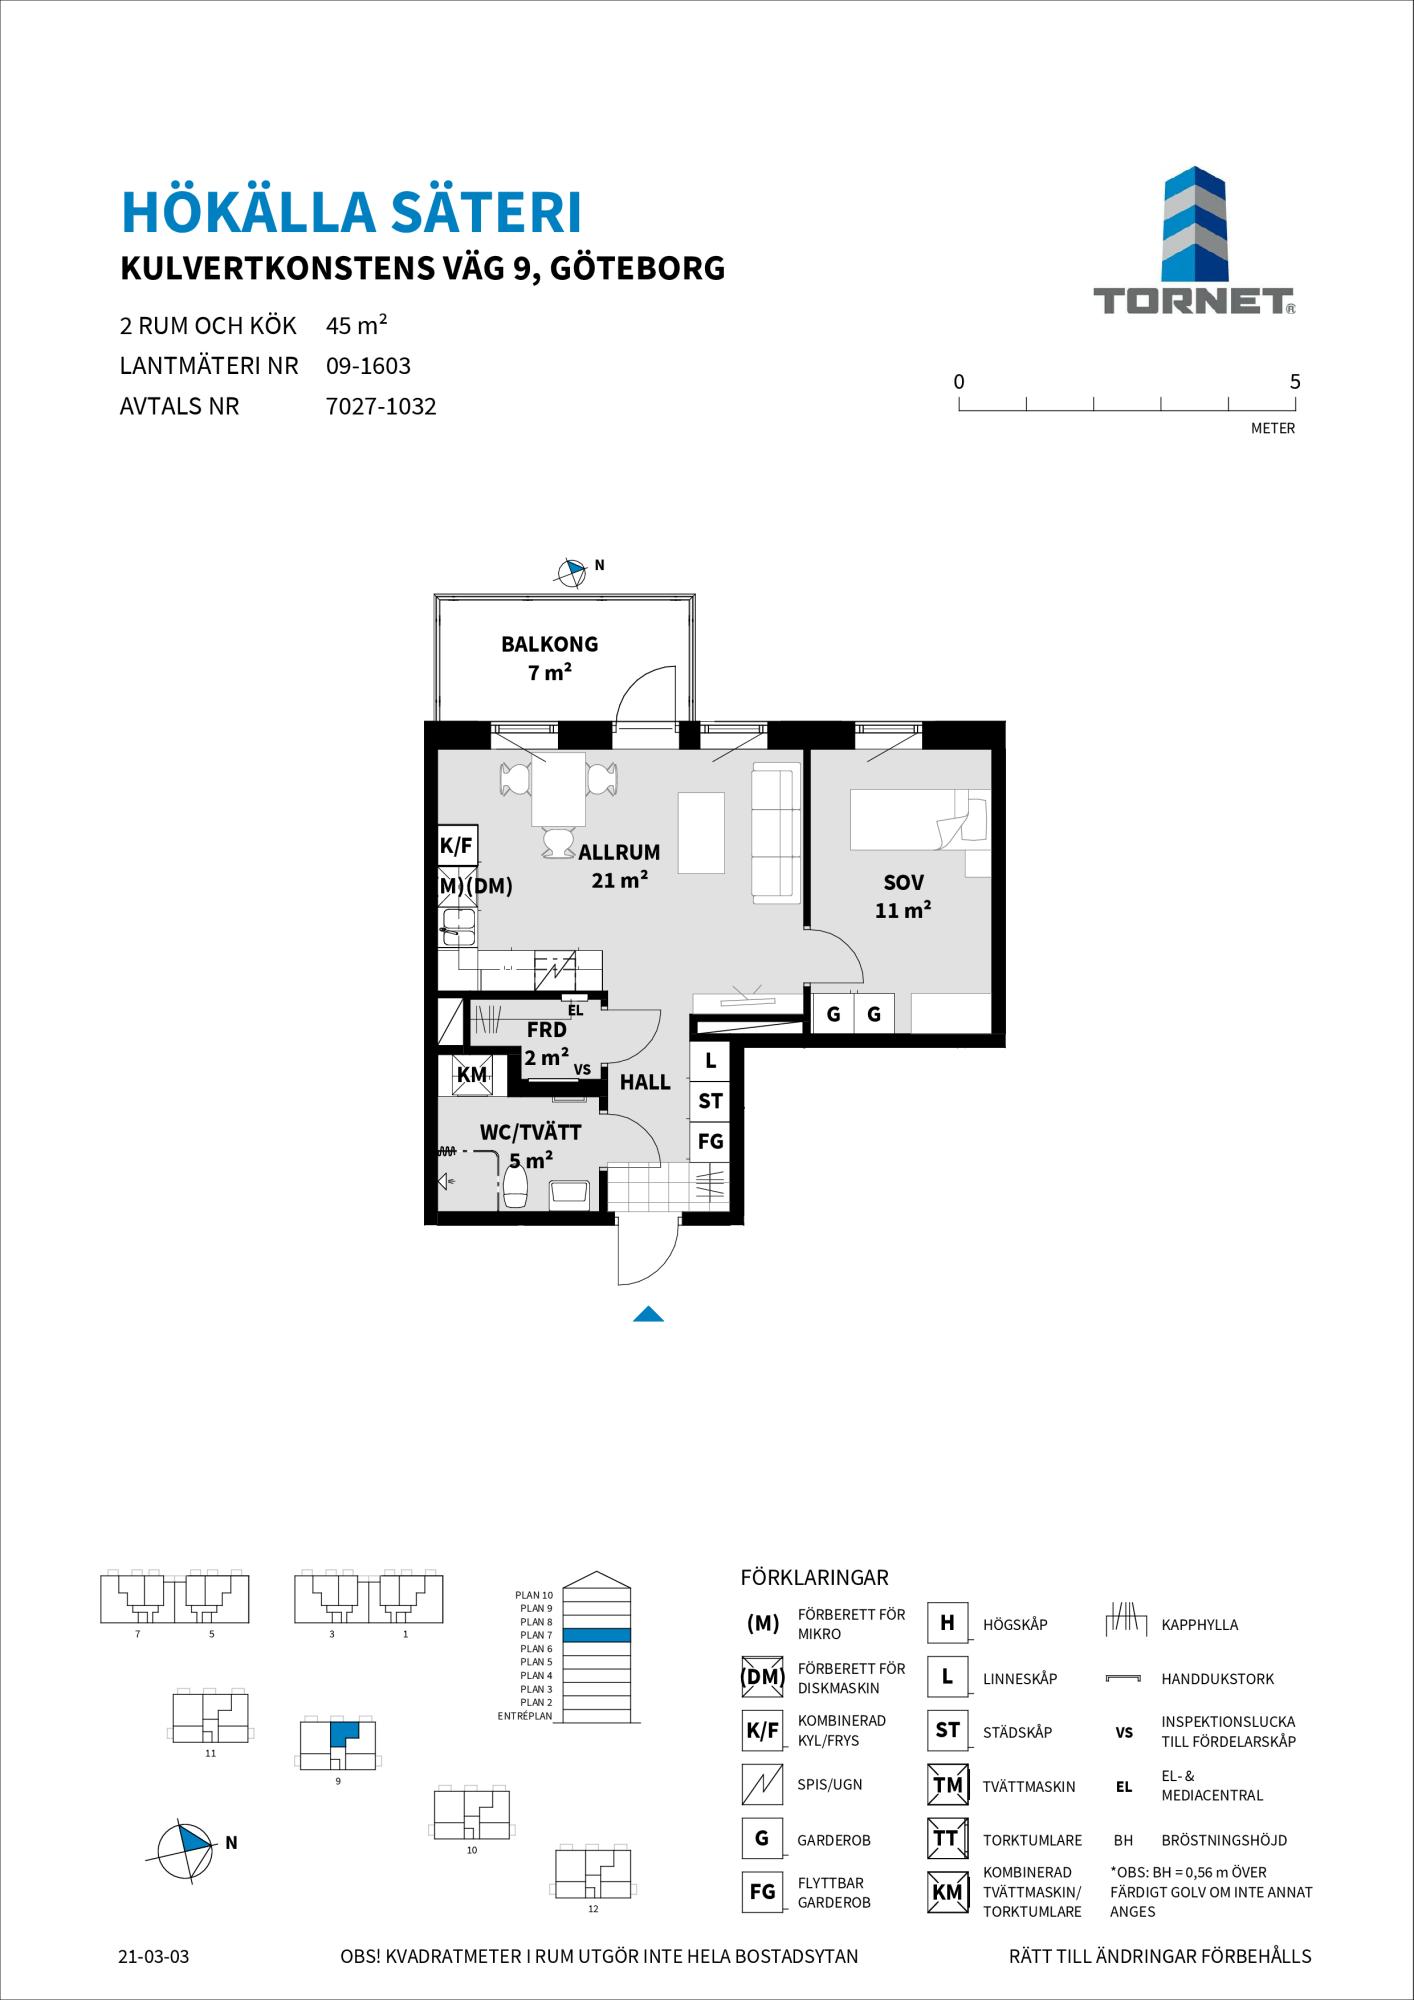 HÖKÄLLA SÄTERI
KULVERTKONSTENS VÄG 9, GÖTEBORG
2 RUM OCH KÖK 45 m²
LANTMÄTERI NR 09-1603
AVTALS NR 7027-1032
TORNET®
0 5
METER
N
BALKONG
7 m²
K/F
M)(DM)
ALLRUM
21 m²
SOV
11 m²
G G
EL
FRD
2 m²
VS
KM
HALL
L
ST
FG
WC/TVÄTT
5 m²
7 5
3 1
11
9
10
12
N
PLAN 10
PLAN 9
PLAN 8
PLAN 7
PLAN 6
PLAN 5
PLAN 4
PLAN 3
PLAN 2
ENTRÉPLAN
FÖRKLARINGAR
(M) FÖRBERETT FÖR
MIKRO
(DM) FÖRBERETT FÖR
DISKMASKIN
K/F KOMBINERAD
KYL/FRYS
SPIS/UGN
G GARDEROB
FG FLYTTBAR
GARDEROB
H HÖGSKÅP
L LINNESKÅP
ST STÄDSKÅP
TM TVÄTTMASKIN
TT TORKTUMLARE
KM KOMBINERAD
TVÄTTMASKIN/
TORKTUMLARE
KAPPHYLLA
HANDDUKSTORK
VS INSPEKTIONSLUCKA
TILL FÖRDELARSKÅP
EL EL- &
MEDIACENTRAL
BH BRÖSTNINGSHÖJD
*OBS: BH = 0,56 m ÖVER
FÄRDIGT GOLV OM INTE ANNAT
ANGES
21-03-03
OBS! KVADRATMETER I RUM UTGÖR INTE HELA BOSTADSYTAN
RÄTT TILL ÄNDRINGAR FÖRBEHÅLLS